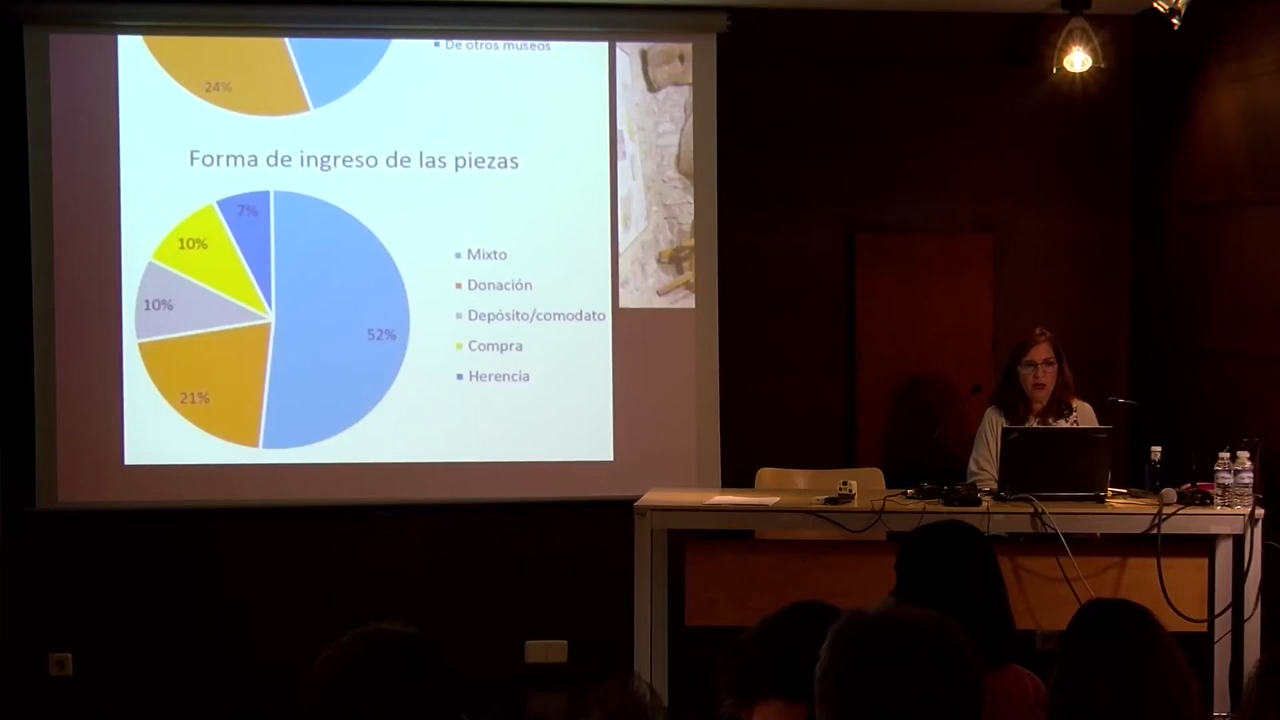 De otros museos
24%
Forma de ingreso de las piezas
7%
10%
10%
52%
21%
Mixto
Donación
Depósito/comodato
Compra
Herencia